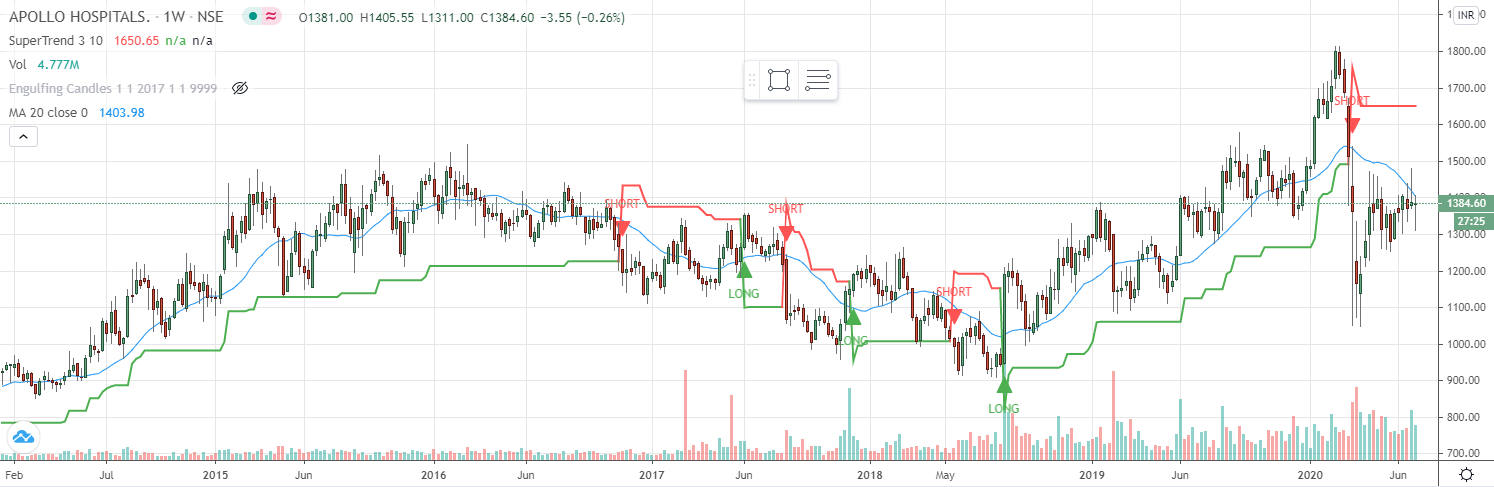 APOLLO HOSPITALS. · 1W · NSE O1381.00 H1405.55 L1311.00 C1384.60 −3.55 (−0.26%)
SuperTrend 3 10 1650.65 n/a n/a
Vol 4.777M
Engulfing Candles 1 1 2017 1 1 9999
MA 20 close 0 1403.98
INR
1800.00
1700.00
1600.00
1500.00
1384.60
27:25
1300.00
1200.00
1100.00
1000.00
900.00
800.00
700.00
SHORT
SHORT
SHORT
SHORT
LONG
LONG
LONG
Feb Jul 2015 Jun 2016 Jun 2017 Jun 2018 May 2019 Jun 2020 Jun